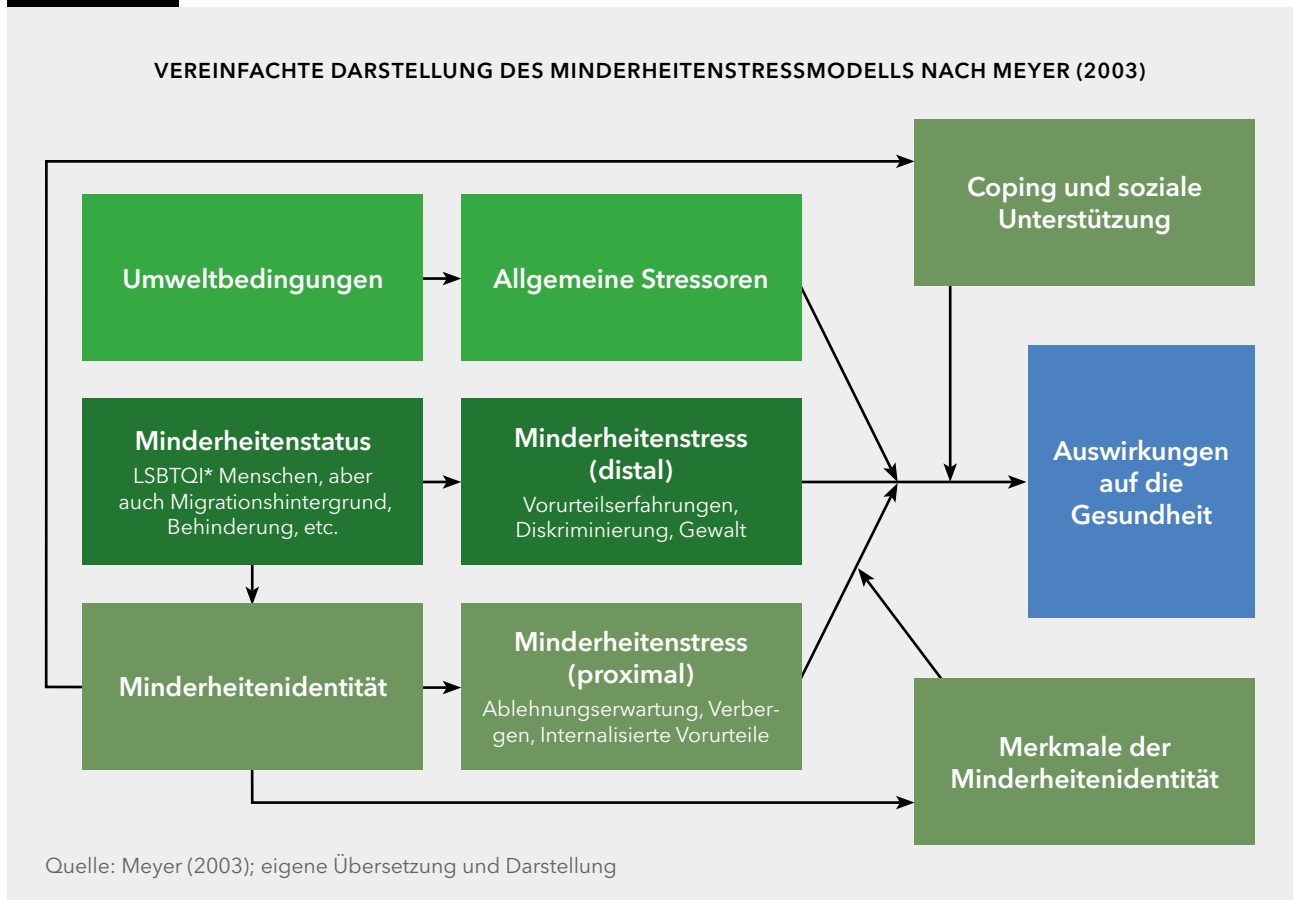 VEREINFACHTE DARSTELLUNG DES MINDERHEITENSTRESSMODELLS NACH MEYER (2003)
Coping und soziale
Unterstützung
Umweltbedingungen
Allgemeine Stressoren
Minderheitenstatus
LSBTQI* Menschen, aber
auch Migrationshintergrund,
Behinderung, etc.
Minderheitenstress
(distal)
Vorurteilserfahrungen,
Diskriminierung, Gewalt
Auswirkungen
auf die
Gesundheit
Minderheitenidentität
Minderheitenstress
(proximal)
Ablehnungserwartung, Verber-
gen, Internalisierte Vorurteile
Merkmale der
Minderheitenidentität
Quelle: Meyer (2003); eigene Übersetzung und Darstellung